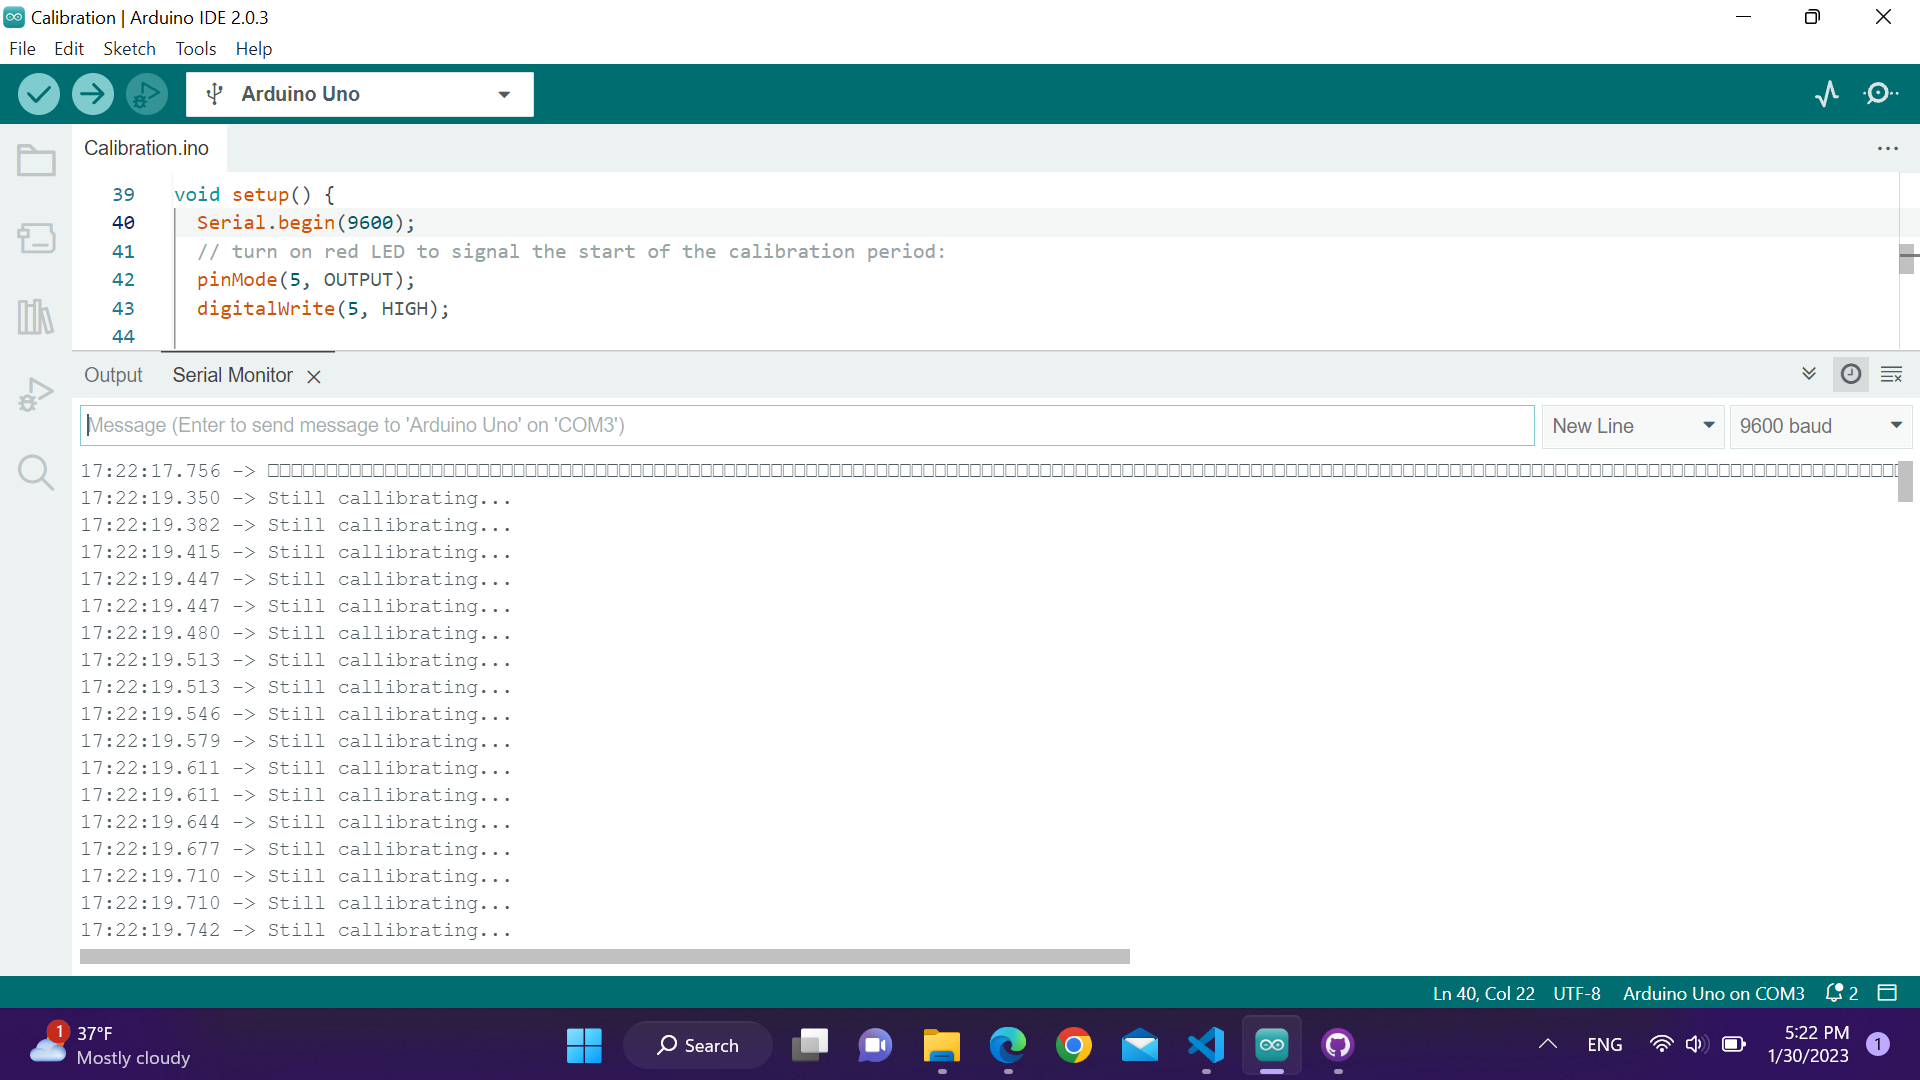 Calibration | Arduino IDE 2.0.3
File Edit Sketch Tools Help
Arduino Uno
Calibration.ino
39 void setup() {
40 Serial.begin(9600);
41 // turn on red LED to signal the start of the calibration period:
42 pinMode(5, OUTPUT);
43 digitalWrite(5, HIGH);
44
Output Serial Monitor
Message (Enter to send message to 'Arduino Uno' on 'COM3')
New Line 9600 baud
17:22:17.756 ->
17:22:19.350 -> Still callibrating...
17:22:19.382 -> Still callibrating...
17:22:19.415 -> Still callibrating...
17:22:19.447 -> Still callibrating...
17:22:19.447 -> Still callibrating...
17:22:19.480 -> Still callibrating...
17:22:19.513 -> Still callibrating...
17:22:19.513 -> Still callibrating...
17:22:19.546 -> Still callibrating...
17:22:19.579 -> Still callibrating...
17:22:19.611 -> Still callibrating...
17:22:19.611 -> Still callibrating...
17:22:19.644 -> Still callibrating...
17:22:19.677 -> Still callibrating...
17:22:19.710 -> Still callibrating...
17:22:19.710 -> Still callibrating...
17:22:19.742 -> Still callibrating...
Ln 40, Col 22 UTF-8 Arduino Uno on COM3 2
1 37°F
Mostly cloudy
Search
ENG
5:22 PM
1/30/2023
1